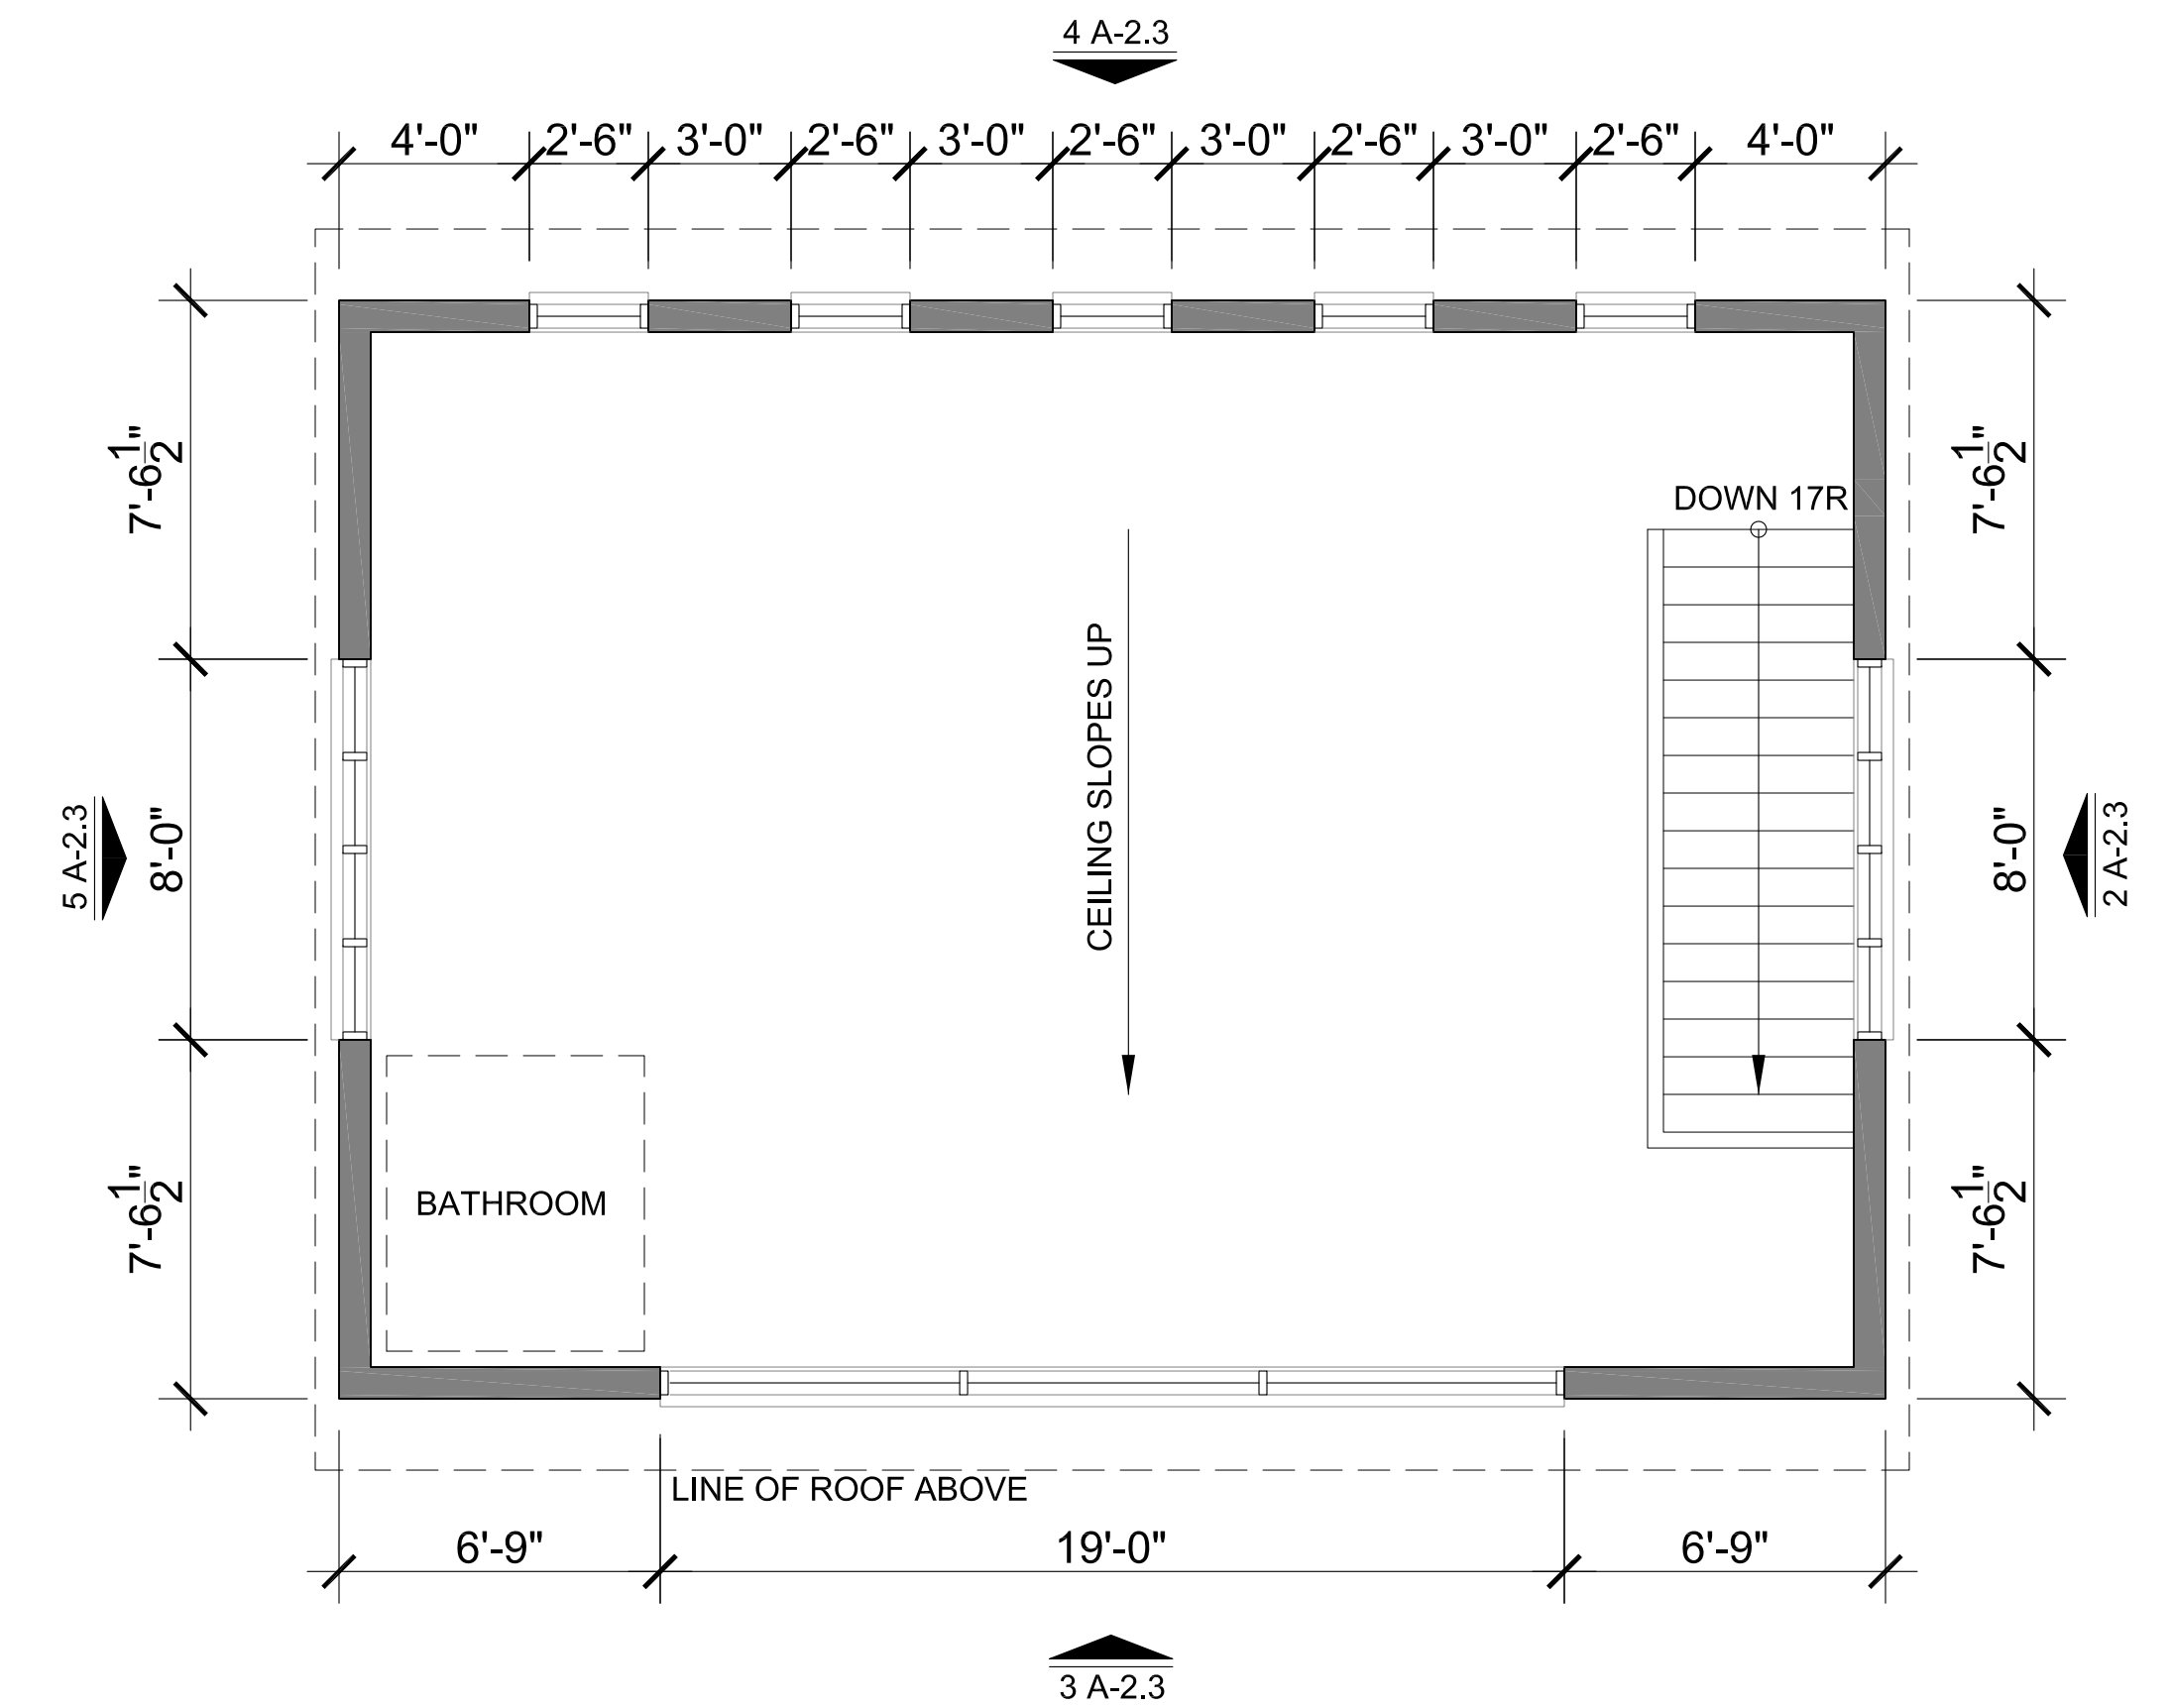 4 A-2.3
4'-0" 2'-6" 3'-0" 2'-6" 3'-0" 2'-6" 3'-0" 2'-6" 3'-0" 2'-6" 4'-0"
7'-6 1/2"
7'-6 1/2"
DOWN 17R
CEILING SLOPES UP
5 A-2.3
8'-0"
8'-0"
2 A-2.3
BATHROOM
7'-6 1/2"
7'-6 1/2"
LINE OF ROOF ABOVE
6'-9" 19'-0" 6'-9"
3 A-2.3